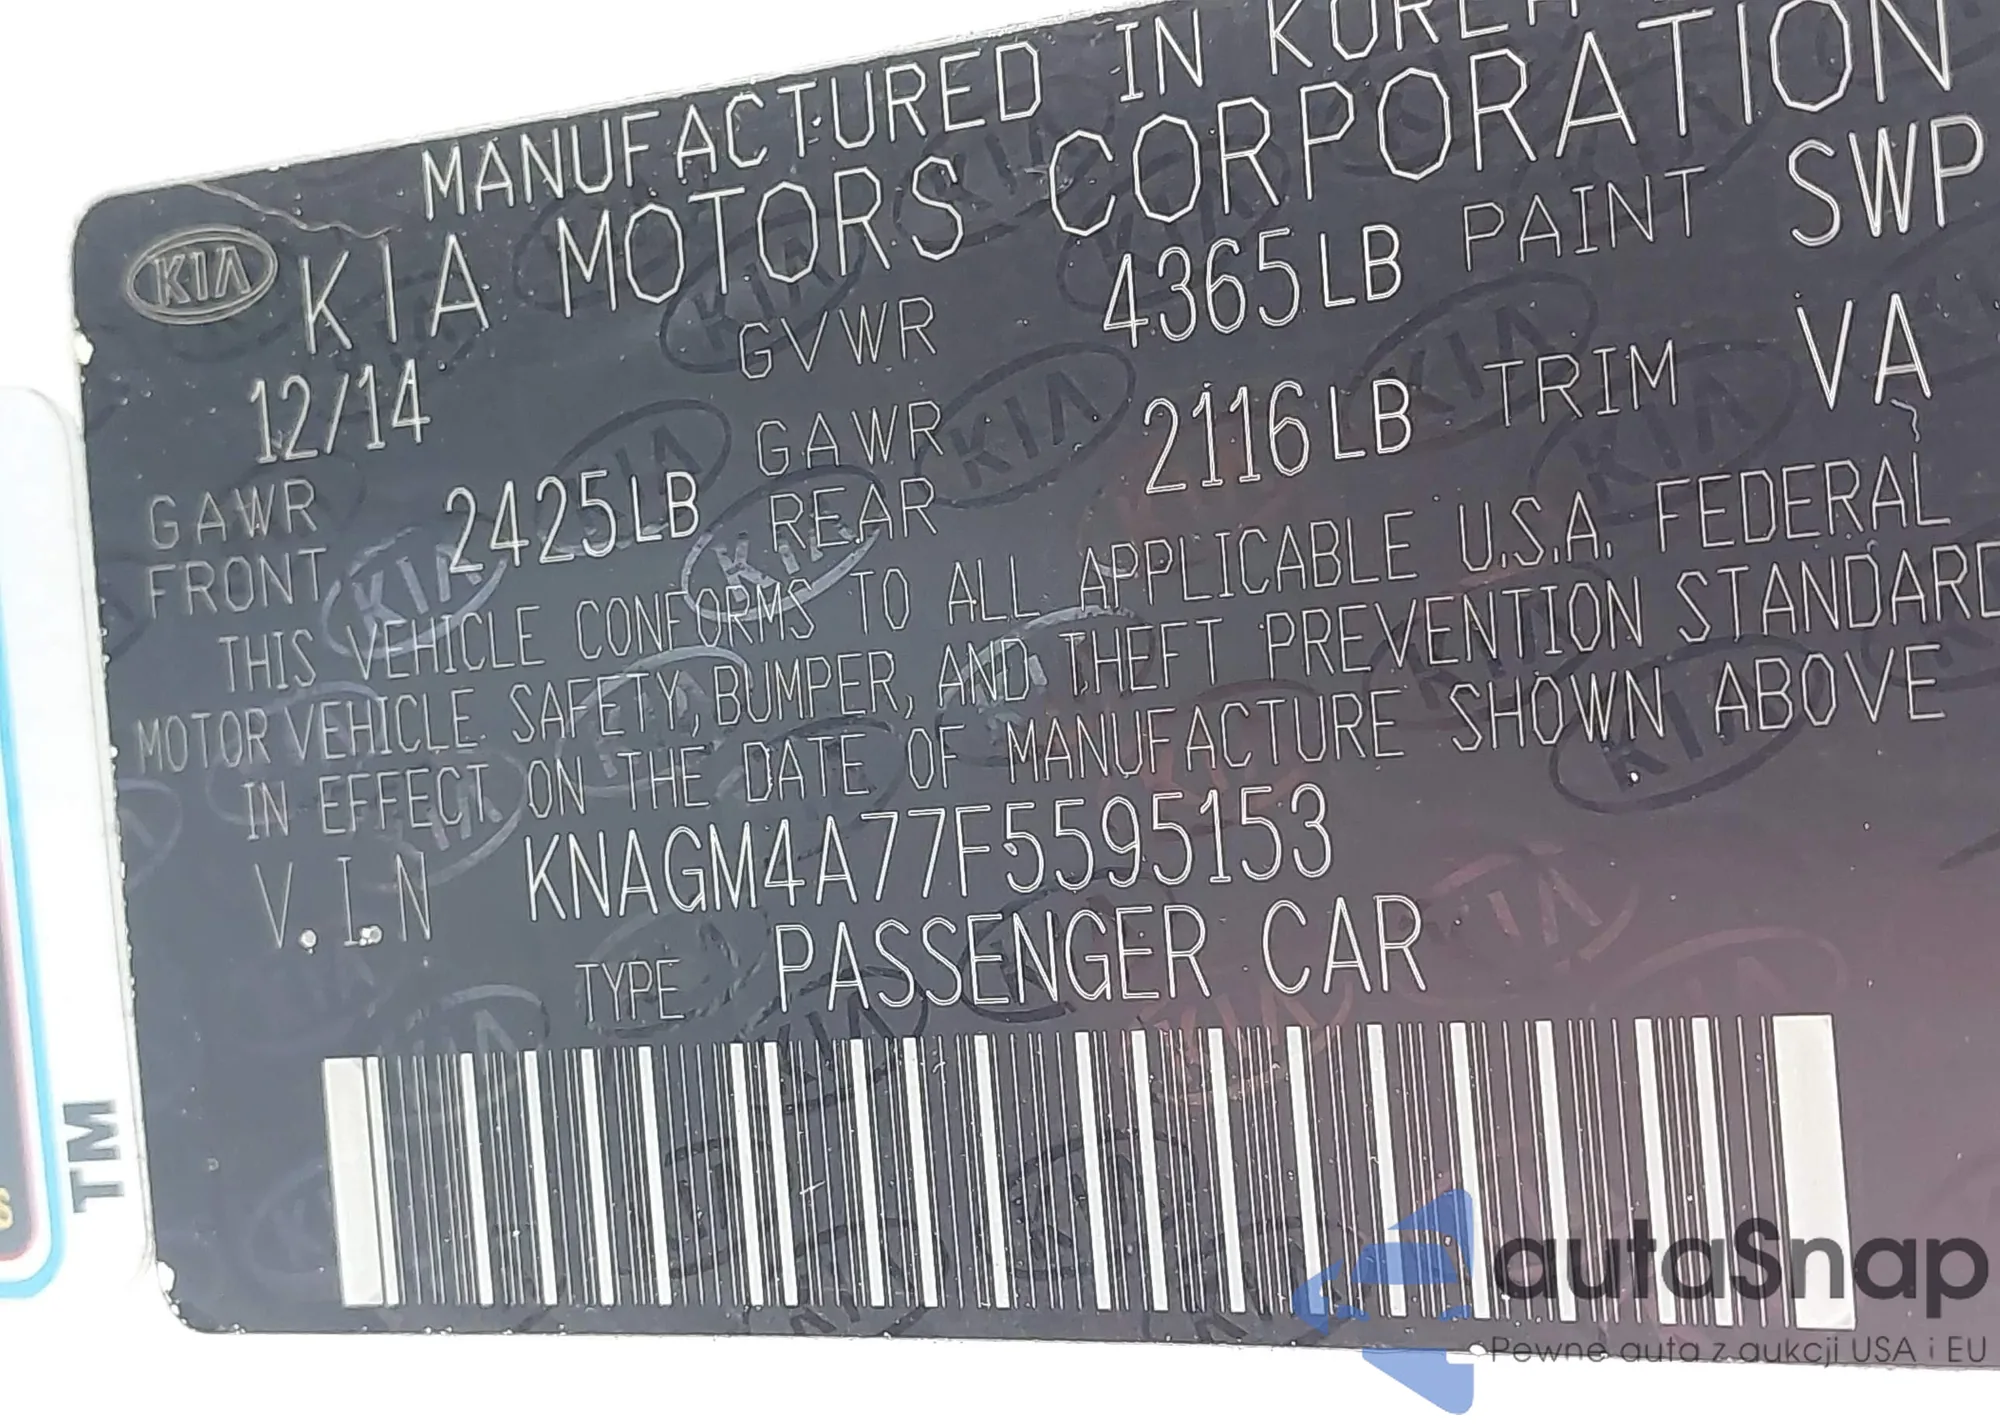 MANUFACTURED IN KOREA
KIA KIA MOTORS CORPORATION
12/14 GVWR 4365LB PAINT SWP
GAWR FRONT 2425LB GAWR REAR 2116LB TRIM VA
THIS VEHICLE CONFORMS TO ALL APPLICABLE U.S.A. FEDERAL
MOTOR VEHICLE SAFETY, BUMPER, AND THEFT PREVENTION STANDARD
IN EFFECT ON THE DATE OF MANUFACTURE SHOWN ABOVE
V.I.N KNAGM4A77F5595153
TYPE PASSENGER CAR
TM
autoSnap
Pewne auta z aukcji USA i EU